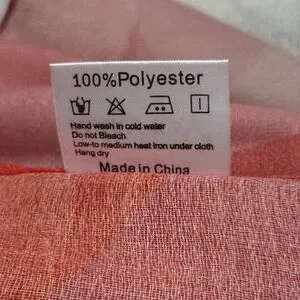 100%Polyester
Hand wash in cold water
Do not Bleach
Low-to medium heat iron under cloth
Hang dry
Made in China